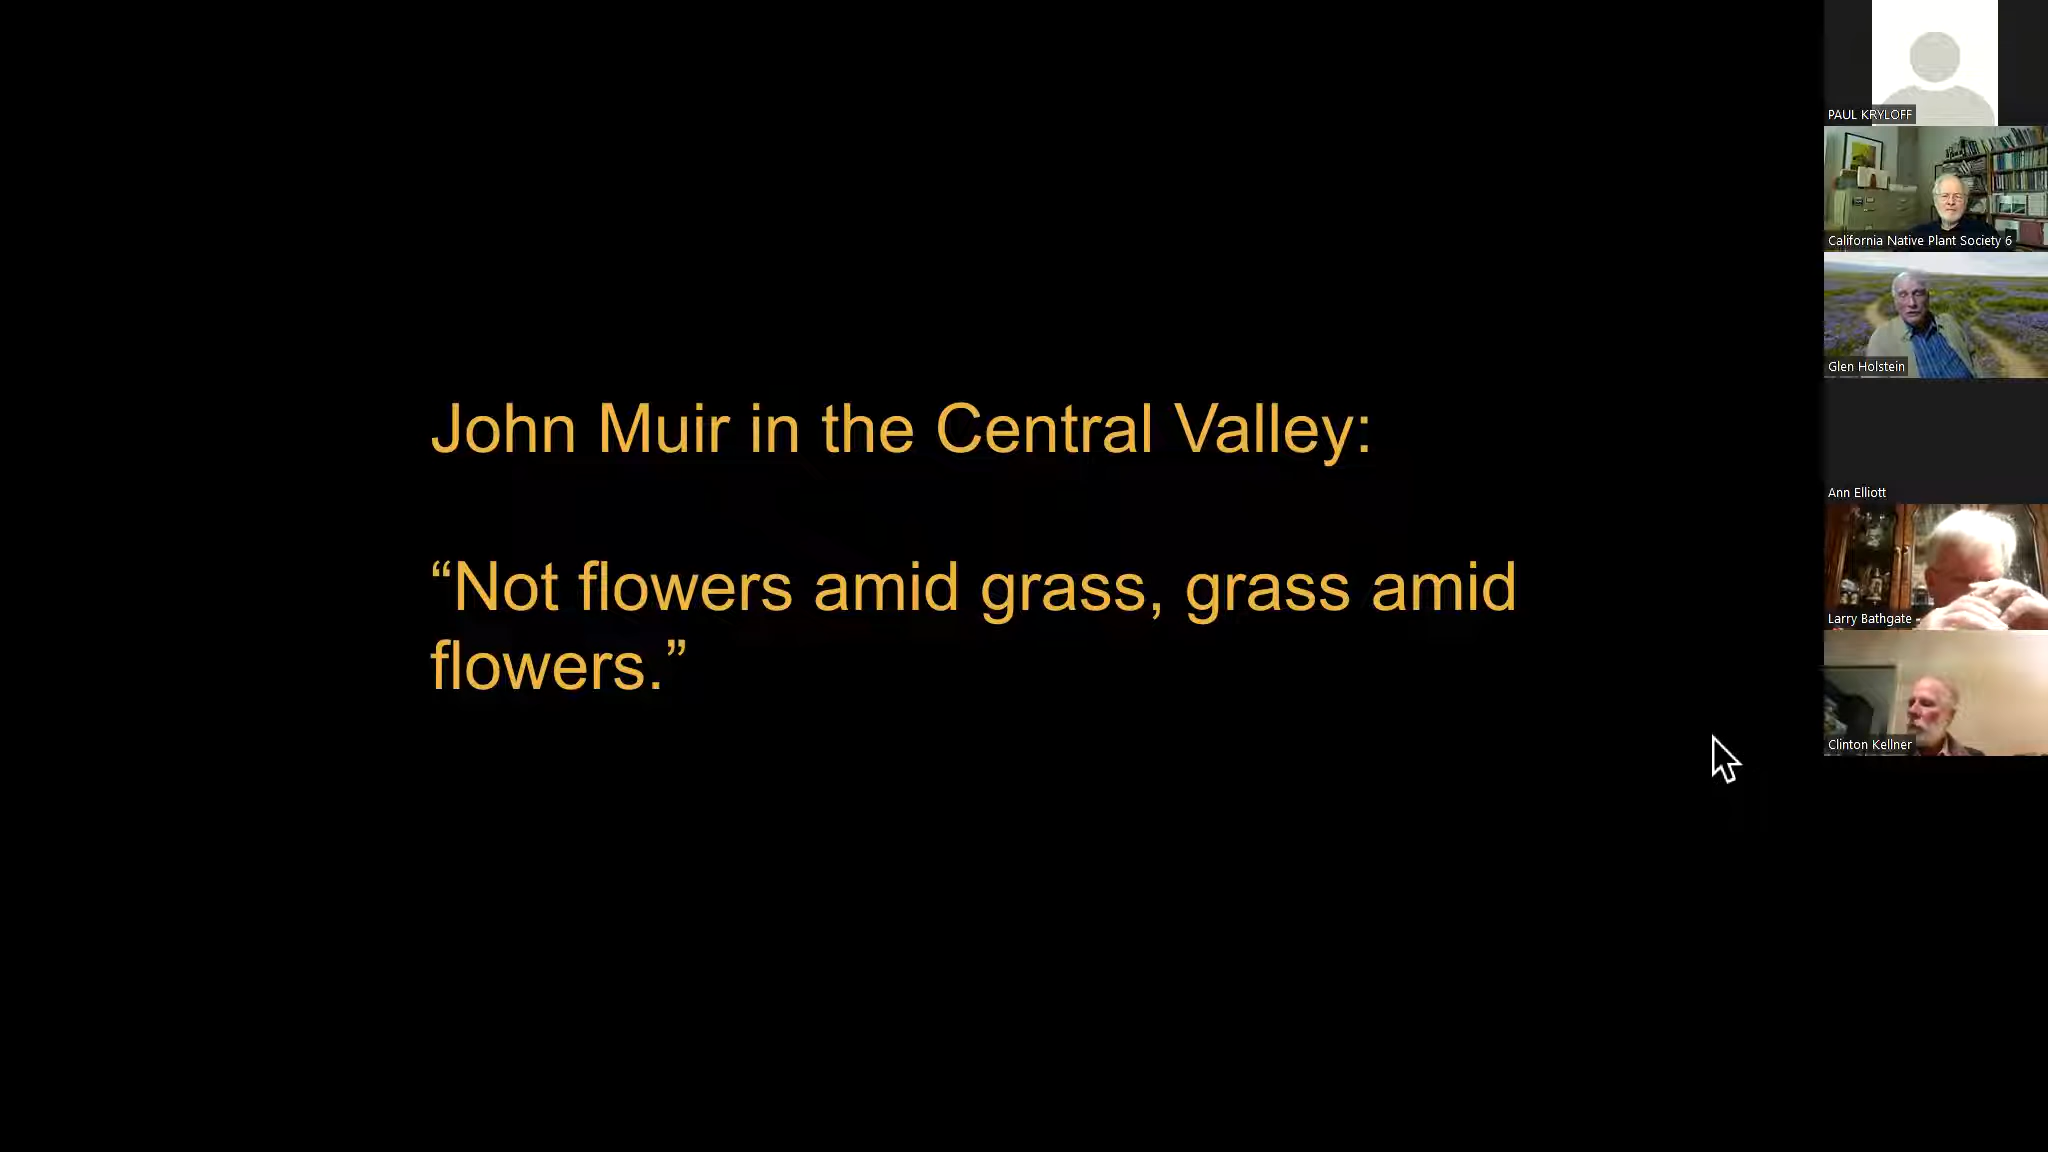 John Muir in the Central Valley:
“Not flowers amid grass, grass amid
flowers.”
PAUL KRYLOFF
California Native Plant Society 6
Glen Holstein
Ann Elliott
Larry Bathgate
Clinton Kellner